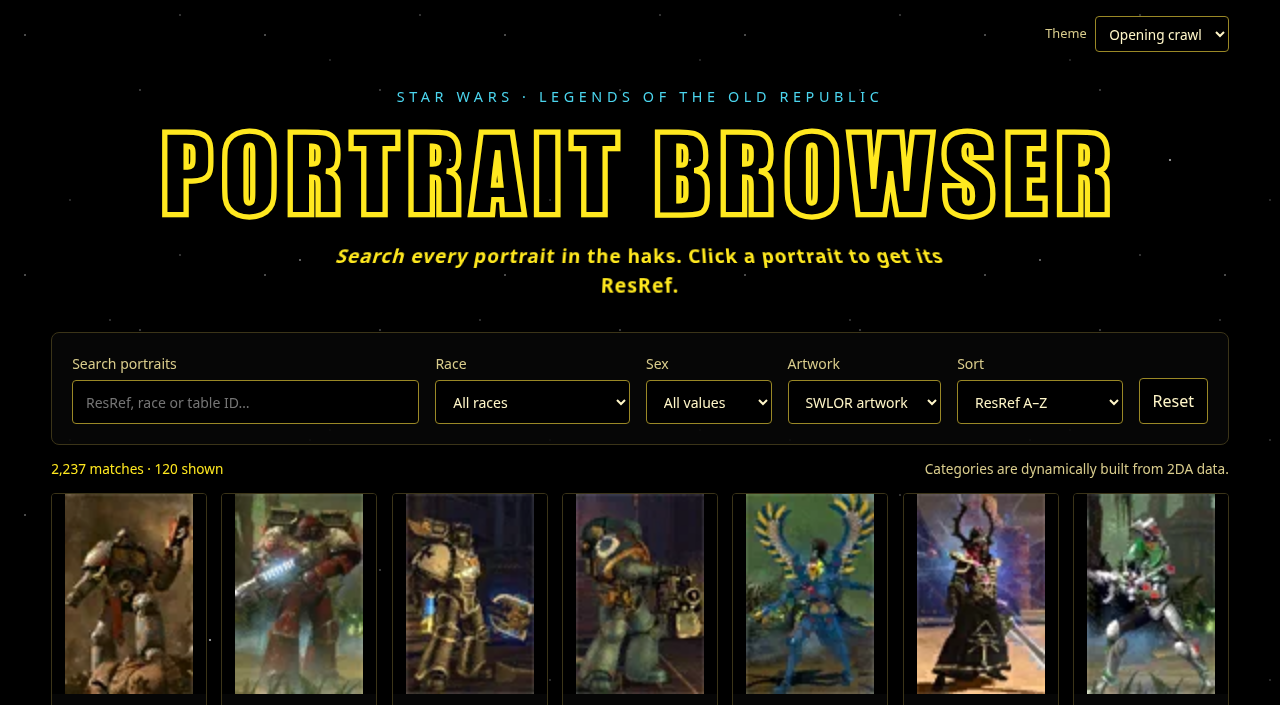 Theme
Opening crawl
STAR WARS · LEGENDS OF THE OLD REPUBLIC
PORTRAIT BROWSER
Search every portrait in the haks. Click a portrait to get its
ResRef.
Search portraits
Race
Sex
Artwork
Sort
ResRef, race or table ID...
All races
All values
SWLOR artwork
ResRef A–Z
Reset
2,237 matches · 120 shown
Categories are dynamically built from 2DA data.